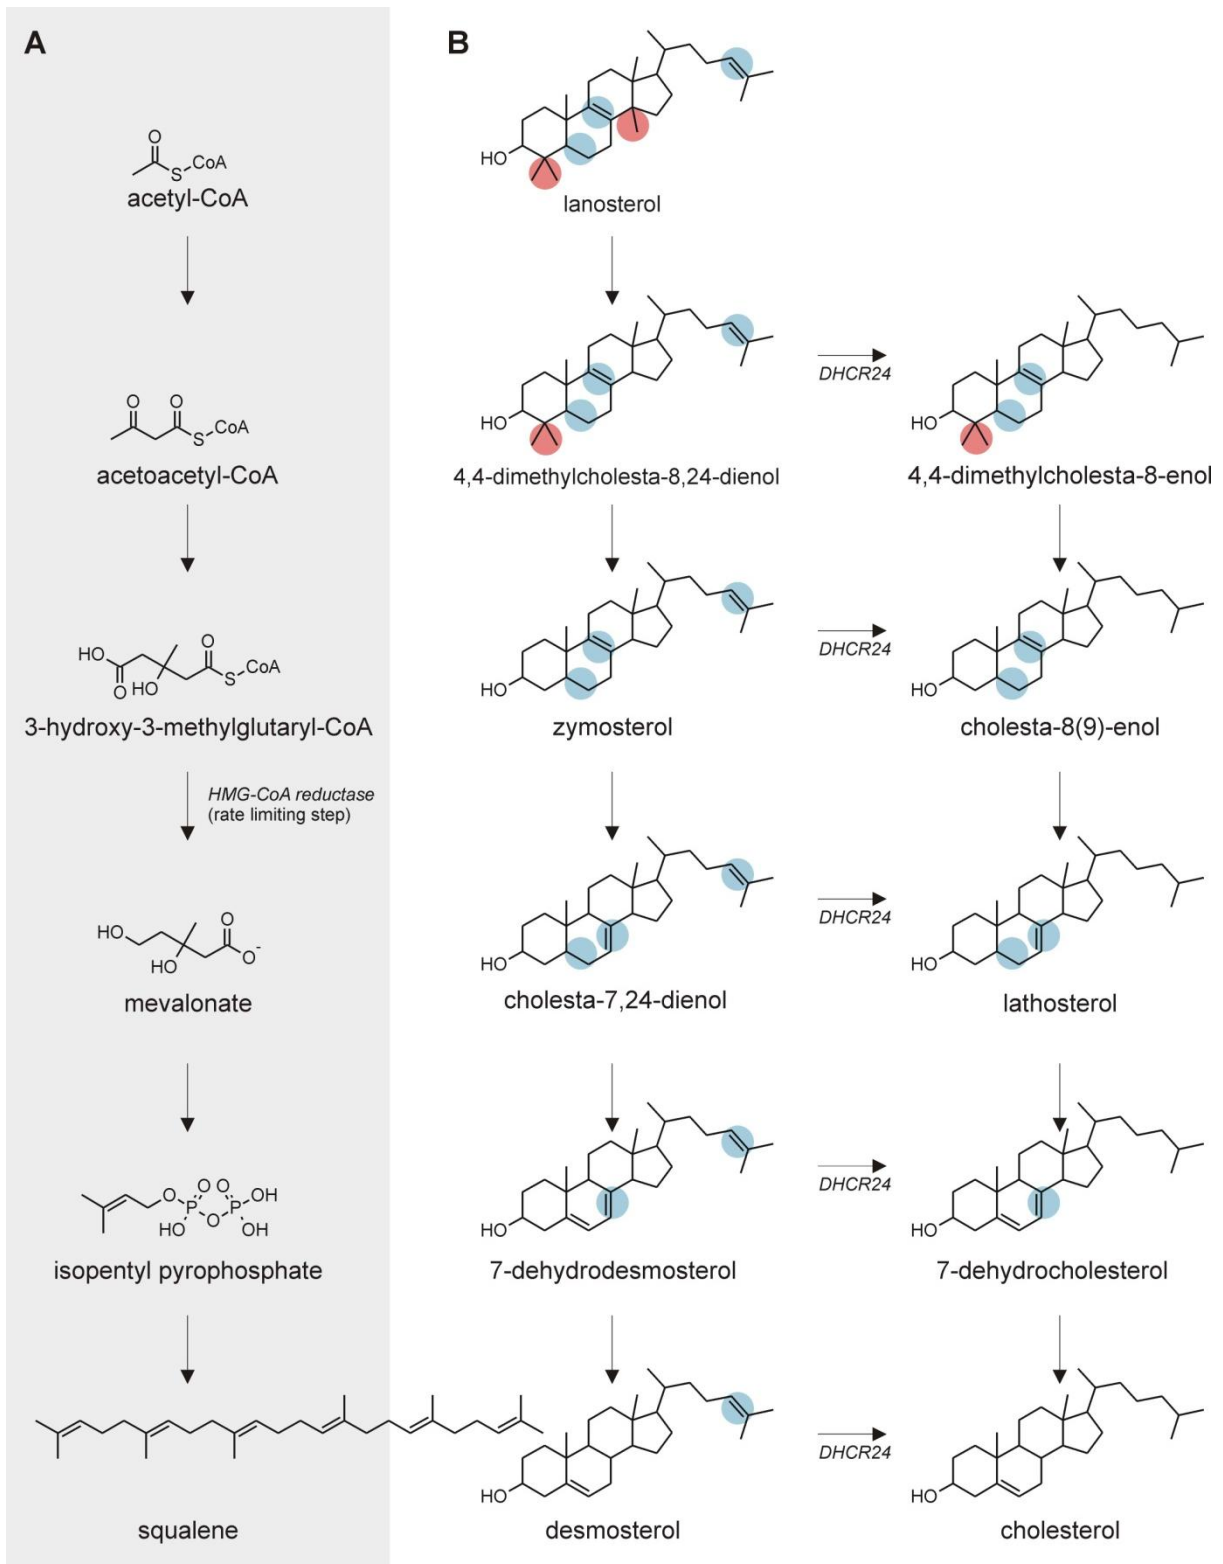 A
O
S
CoA
acetyl-CoA
O
O
S
CoA
acetoacetyl-CoA
HO
O
HO
O
S
CoA
3-hydroxy-3-methylglutaryl-CoA
HMG-CoA reductase
(rate limiting step)
HO
HO
O
O-
mevalonate
O
O
O
P
P
OH
HO
O
OH
isopentyl pyrophosphate
squalene
B
HO
lanosterol
HO
4,4-dimethylcholesta-8,24-dienol
DHCR24
HO
4,4-dimethylcholesta-8-enol
HO
zymosterol
DHCR24
HO
cholesta-8(9)-enol
HO
cholesta-7,24-dienol
DHCR24
HO
lathosterol
HO
7-dehydrodesmosterol
DHCR24
HO
7-dehydrocholesterol
HO
desmosterol
DHCR24
HO
cholesterol